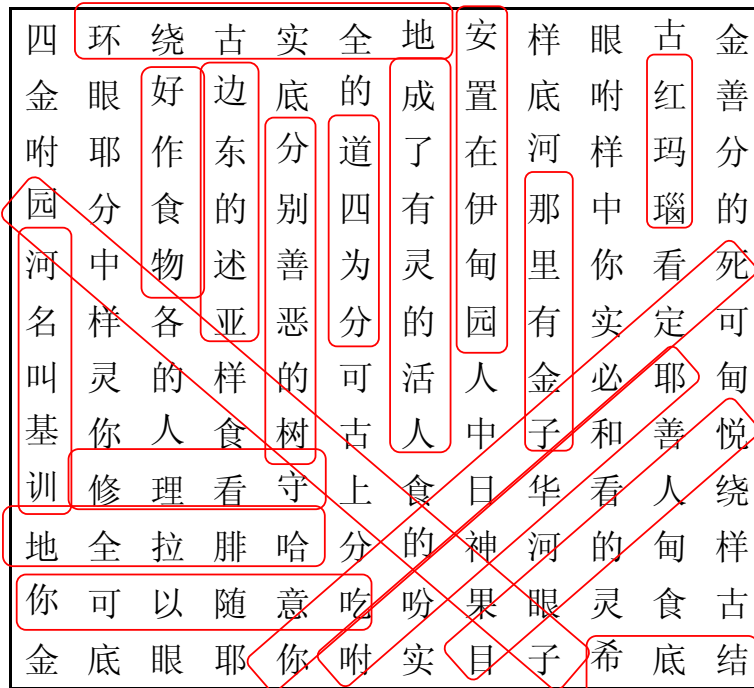 四 环 绕 古 实 全 地 安 样 眼 古 金
金 眼 好 边 底 的 成 置 底 咐 红 善
咐 耶 作 东 分 道 了 在 河 样 玛 分
园 分 食 的 别 四 有 伊 那 中 瑙 的
河 中 物 述 善 为 灵 甸 里 你 看 死
名 样 各 亚 恶 分 的 园 有 实 定 可
叫 灵 的 样 的 可 活 人 金 必 耶 甸
基 你 人 食 树 古 人 中 子 和 善 悦
训 修 理 看 守 上 食 日 华 看 人 绕
地 全 拉 腓 哈 分 的 神 河 的 甸 样
你 可 以 随 意 吃 吩 果 眼 灵 食 古
金 底 眼 耶 你 咐 实 目 子 希 底 结